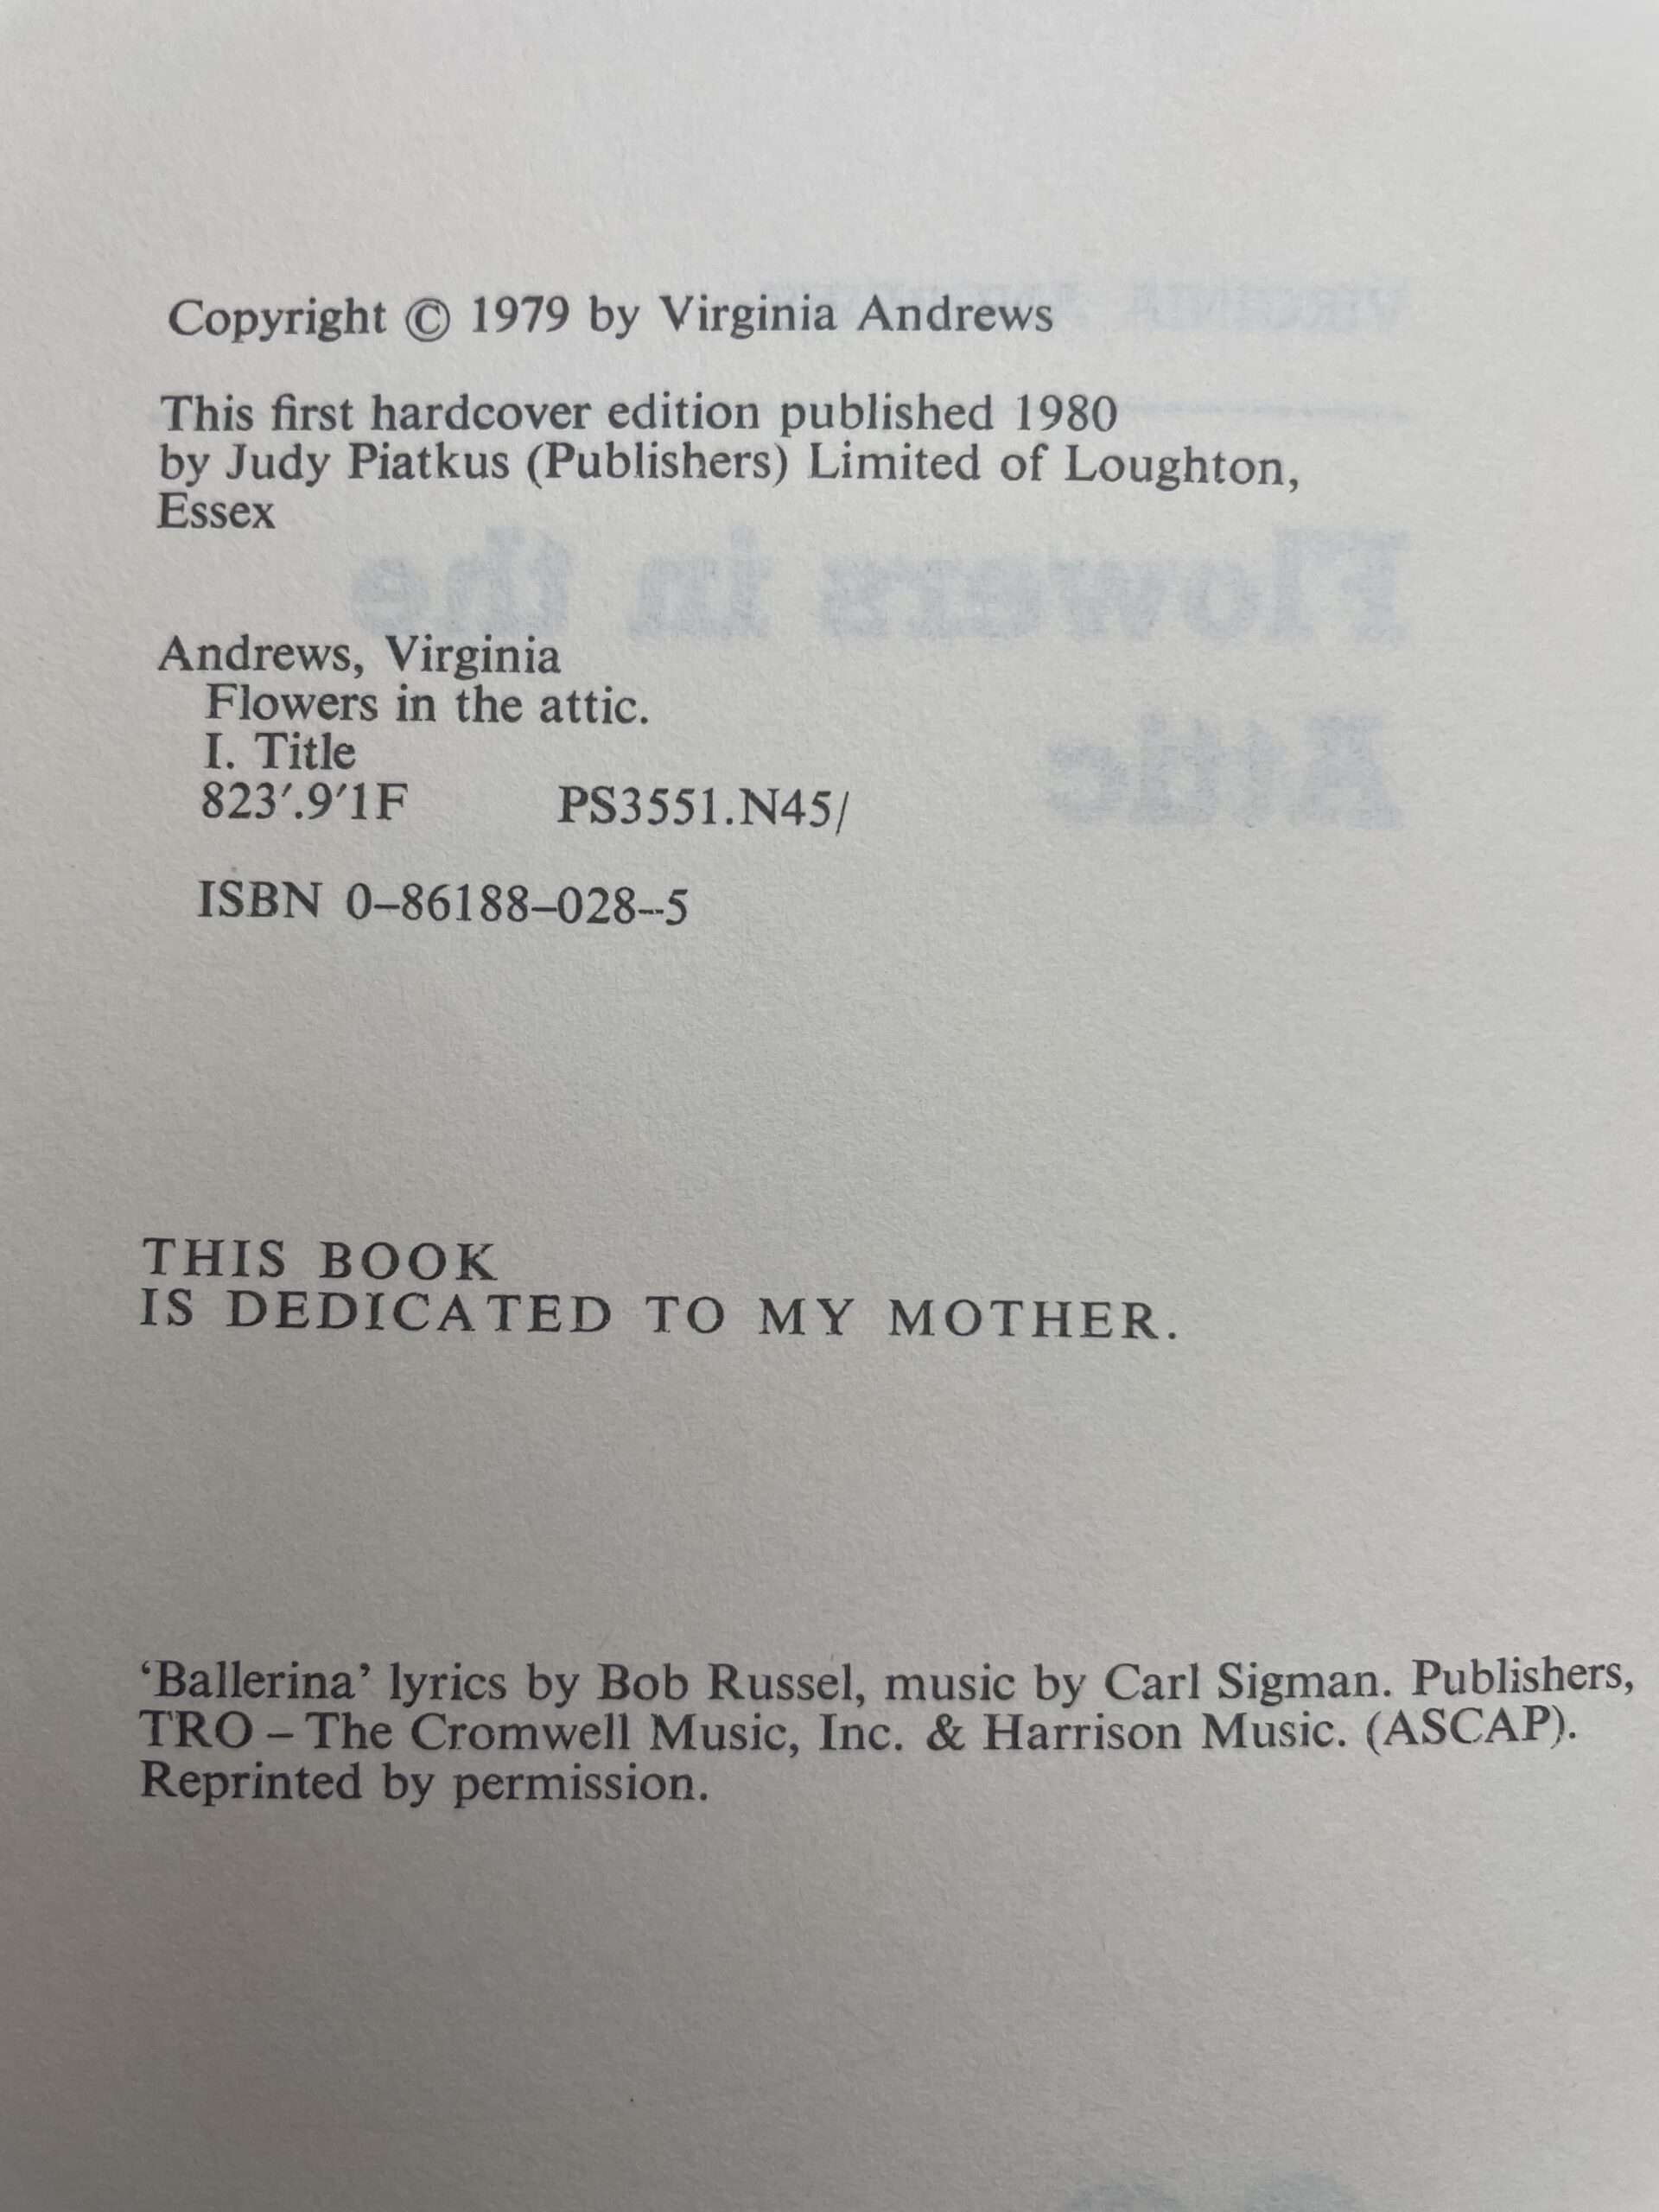 Copyright © 1979 by Virginia Andrews
This first hardcover edition published 1980
by Judy Piatkus (Publishers) Limited of Loughton,
Essex
Andrews, Virginia
Flowers in the attic.
I. Title
823′.9′1F PS3551.N45/
ISBN 0–86188–028–5
THIS BOOK
IS DEDICATED TO MY MOTHER.
‘Ballerina’ lyrics by Bob Russel, music by Carl Sigman. Publishers,
TRO – The Cromwell Music, Inc. & Harrison Music. (ASCAP).
Reprinted by permission.